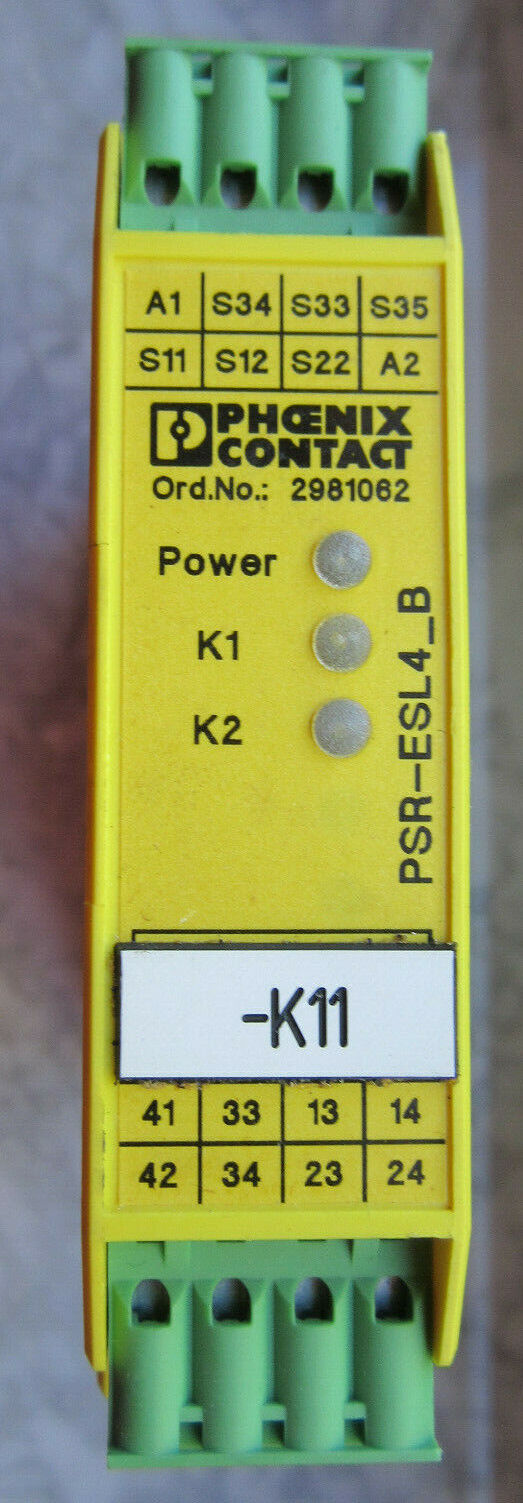 A1 S34 S33 S35
S11 S12 S22 A2
PHŒNIX
CONTACT
Ord.No.: 2981062
Power
K1
K2
PSR-ESL4_B
-K11
41 33 13 14
42 34 23 24